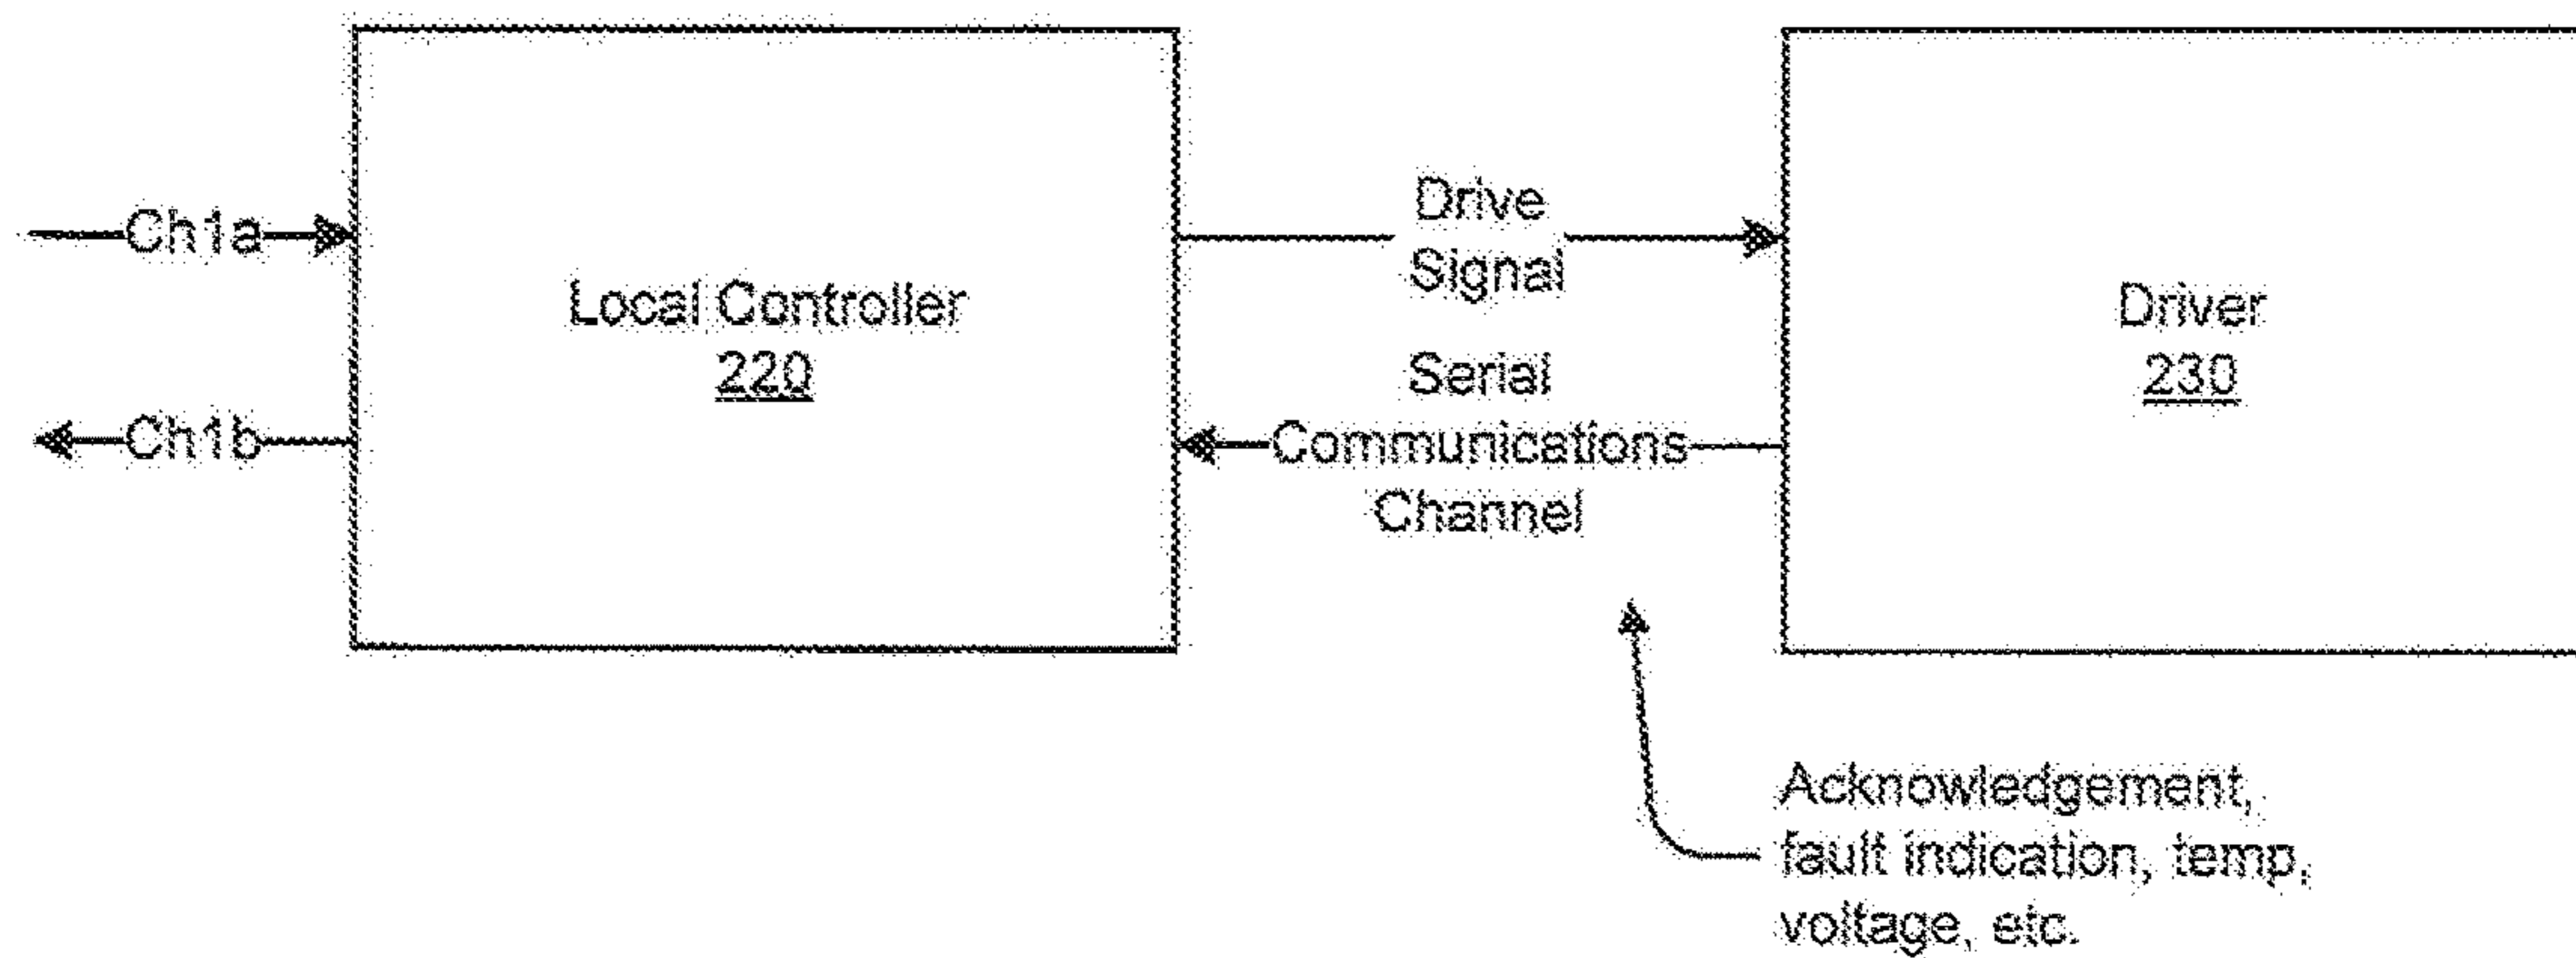 Ch1a
Ch1b
Local Controller
220
Drive
Signal
Serial
Communications
Channel
Driver
230
Acknowledgement,
fault indication, temp,
voltage, etc.